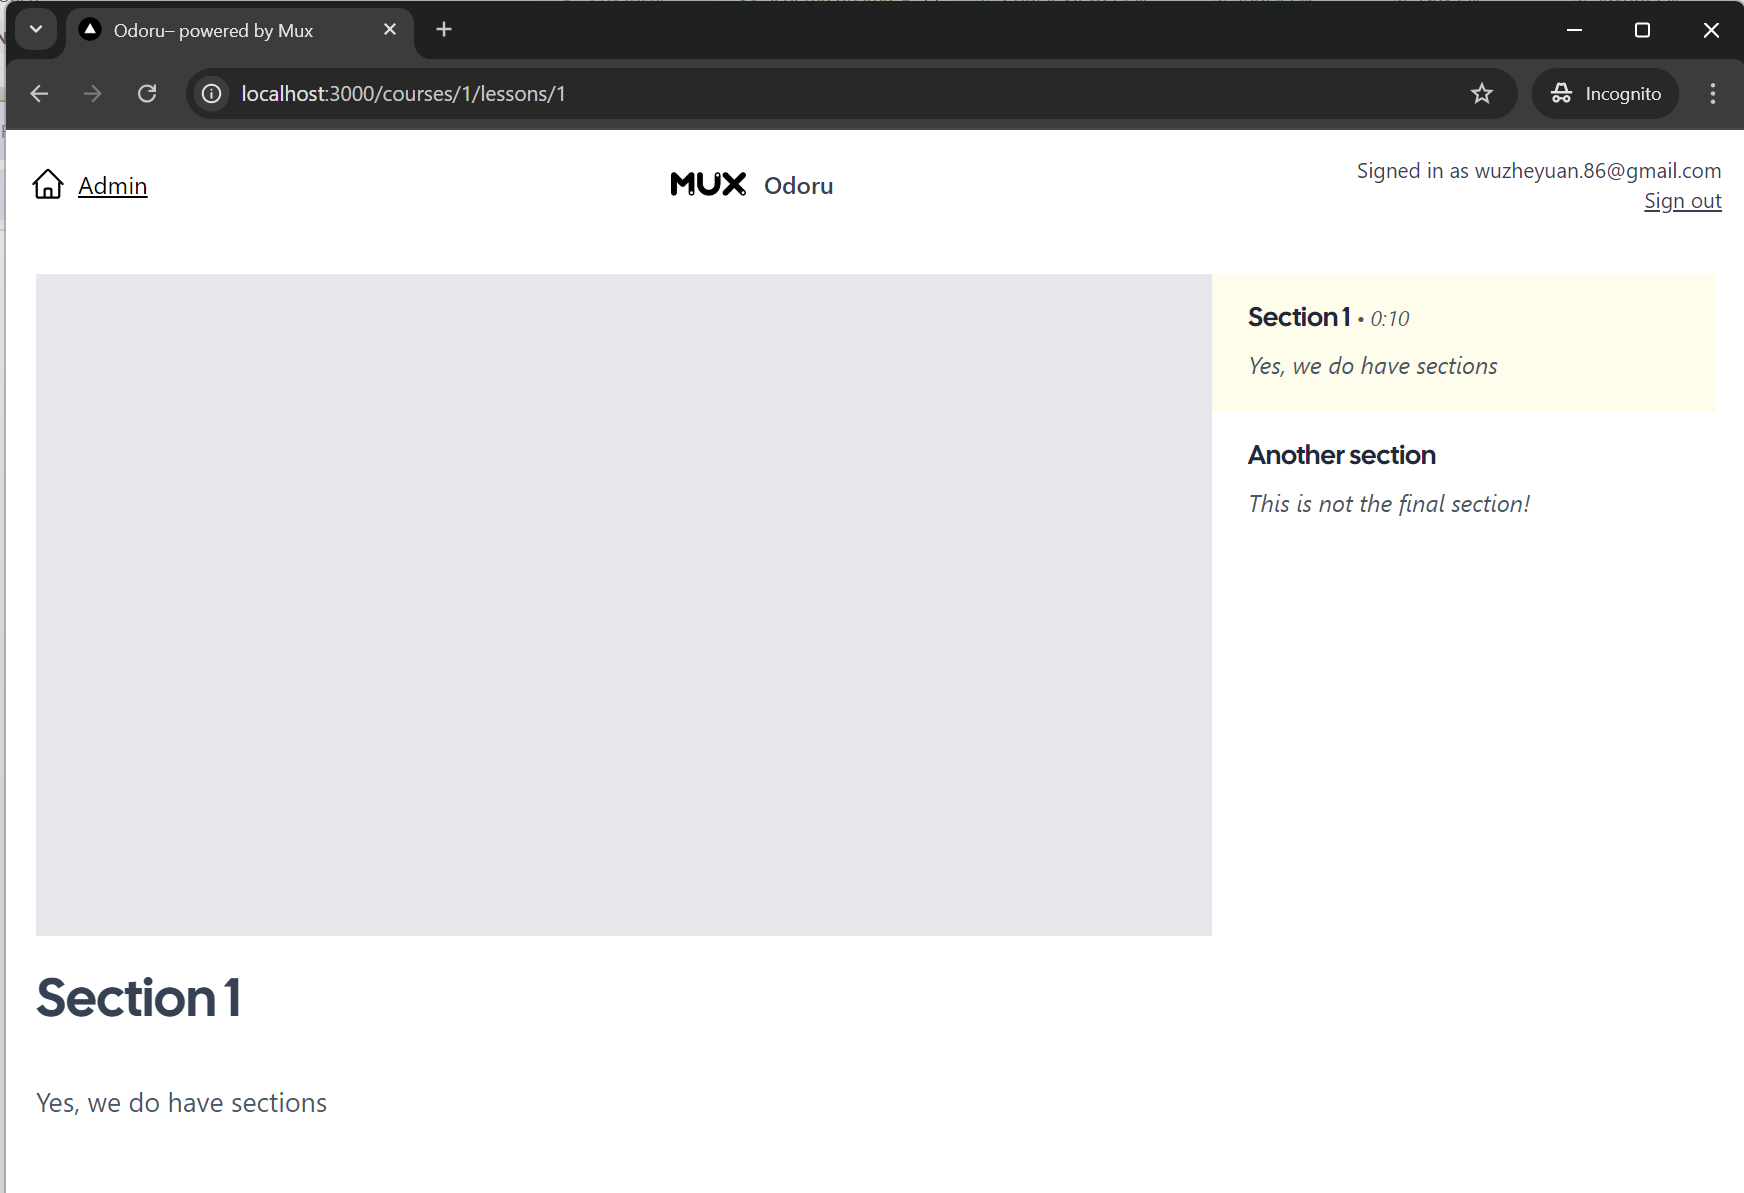 Odoru– powered by Mux
localhost:3000/courses/1/lessons/1
Incognito
Admin
MUX Odoru
Signed in as wuzheyuan.86@gmail.com
Sign out
Section 1 • 0:10
Yes, we do have sections
Another section
This is not the final section!
Section 1
Yes, we do have sections